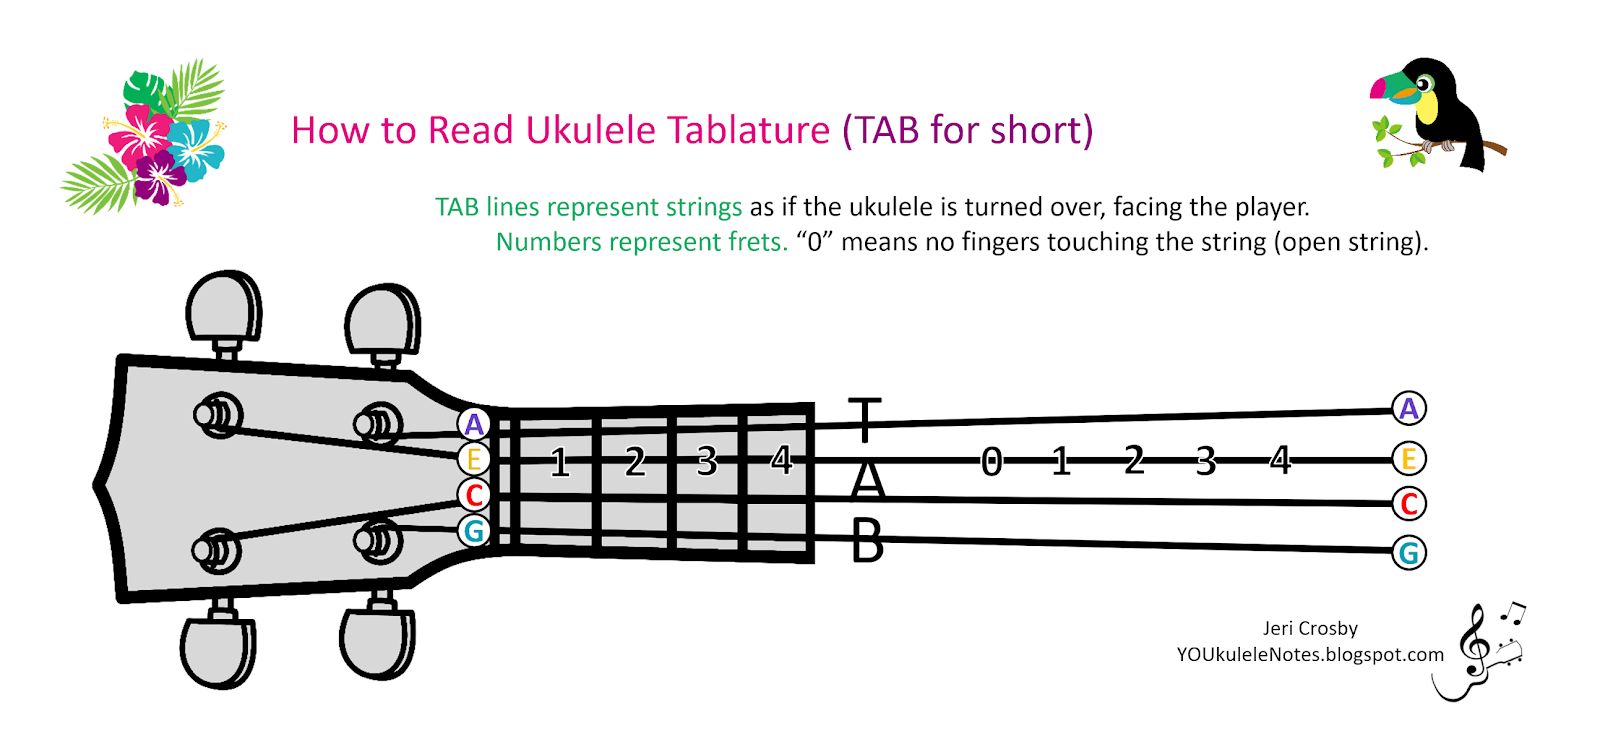 How to Read Ukulele Tablature (TAB for short)
TAB lines represent strings as if the ukulele is turned over, facing the player.
Numbers represent frets. “0” means no fingers touching the string (open string).
A T A
E 1 2 3 4 0 1 2 3 4 E
C A C
G B G
Jeri Crosby
YOUkuleleNotes.blogspot.com